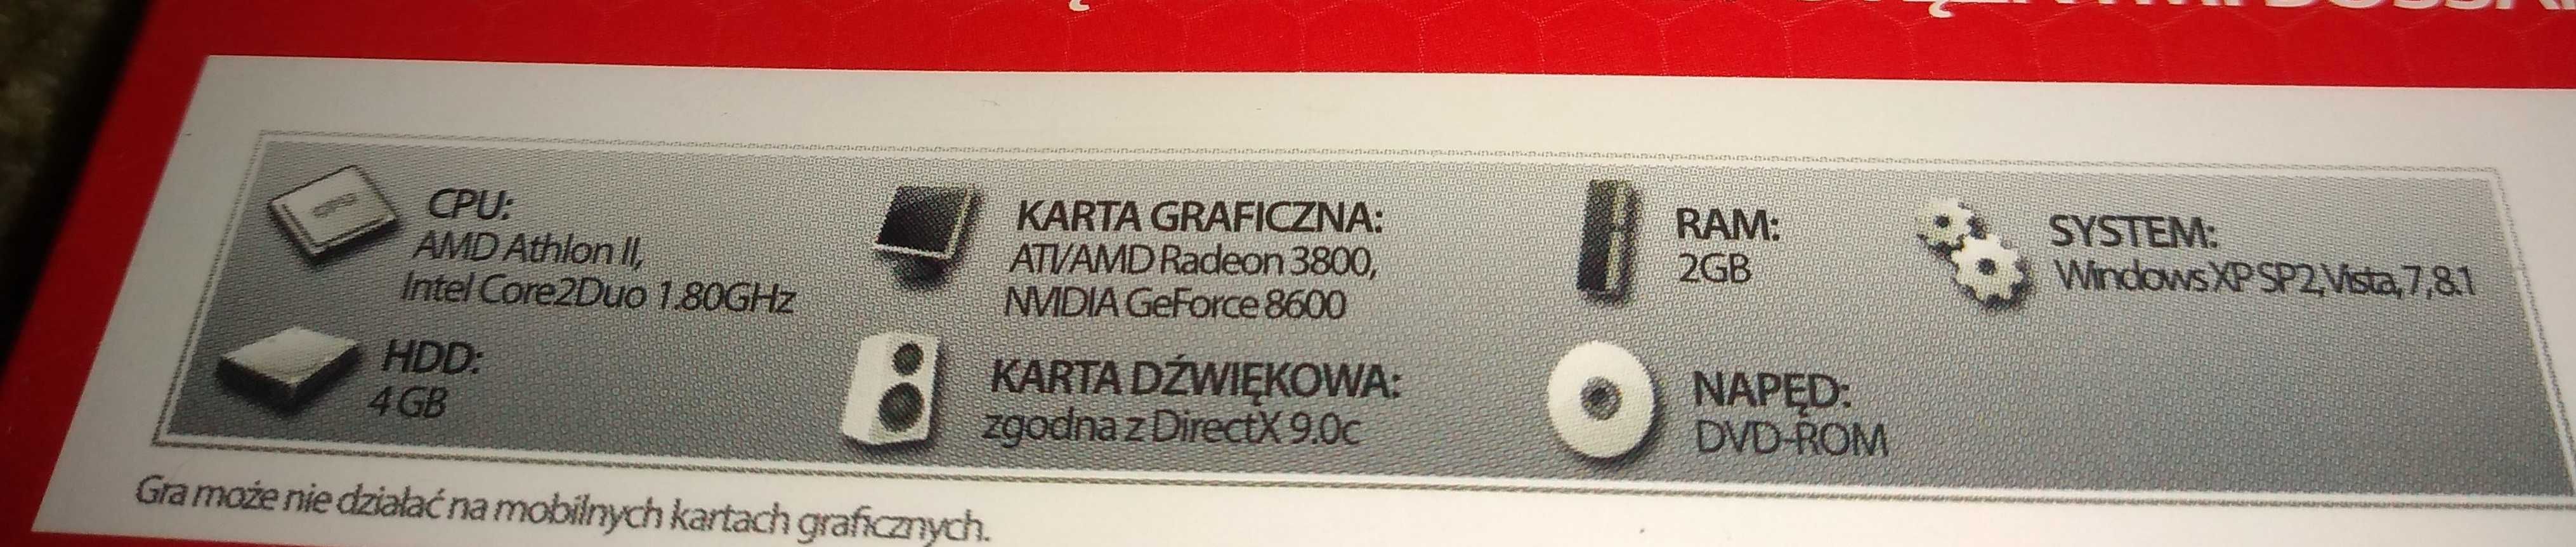 CPU:
AMD Athlon II,
Intel Core2Duo 1.80GHz
KARTA GRAFICZNA:
ATI/AMD Radeon 3800,
NVIDIA GeForce 8600
RAM:
2GB
SYSTEM:
Windows XP SP2, Vista, 7, 8.1
HDD:
4 GB
KARTA DŹWIĘKOWA:
zgodna z DirectX 9.0c
NAPĘD:
DVD-ROM
Gra może nie działać na mobilnych kartach graficznych.